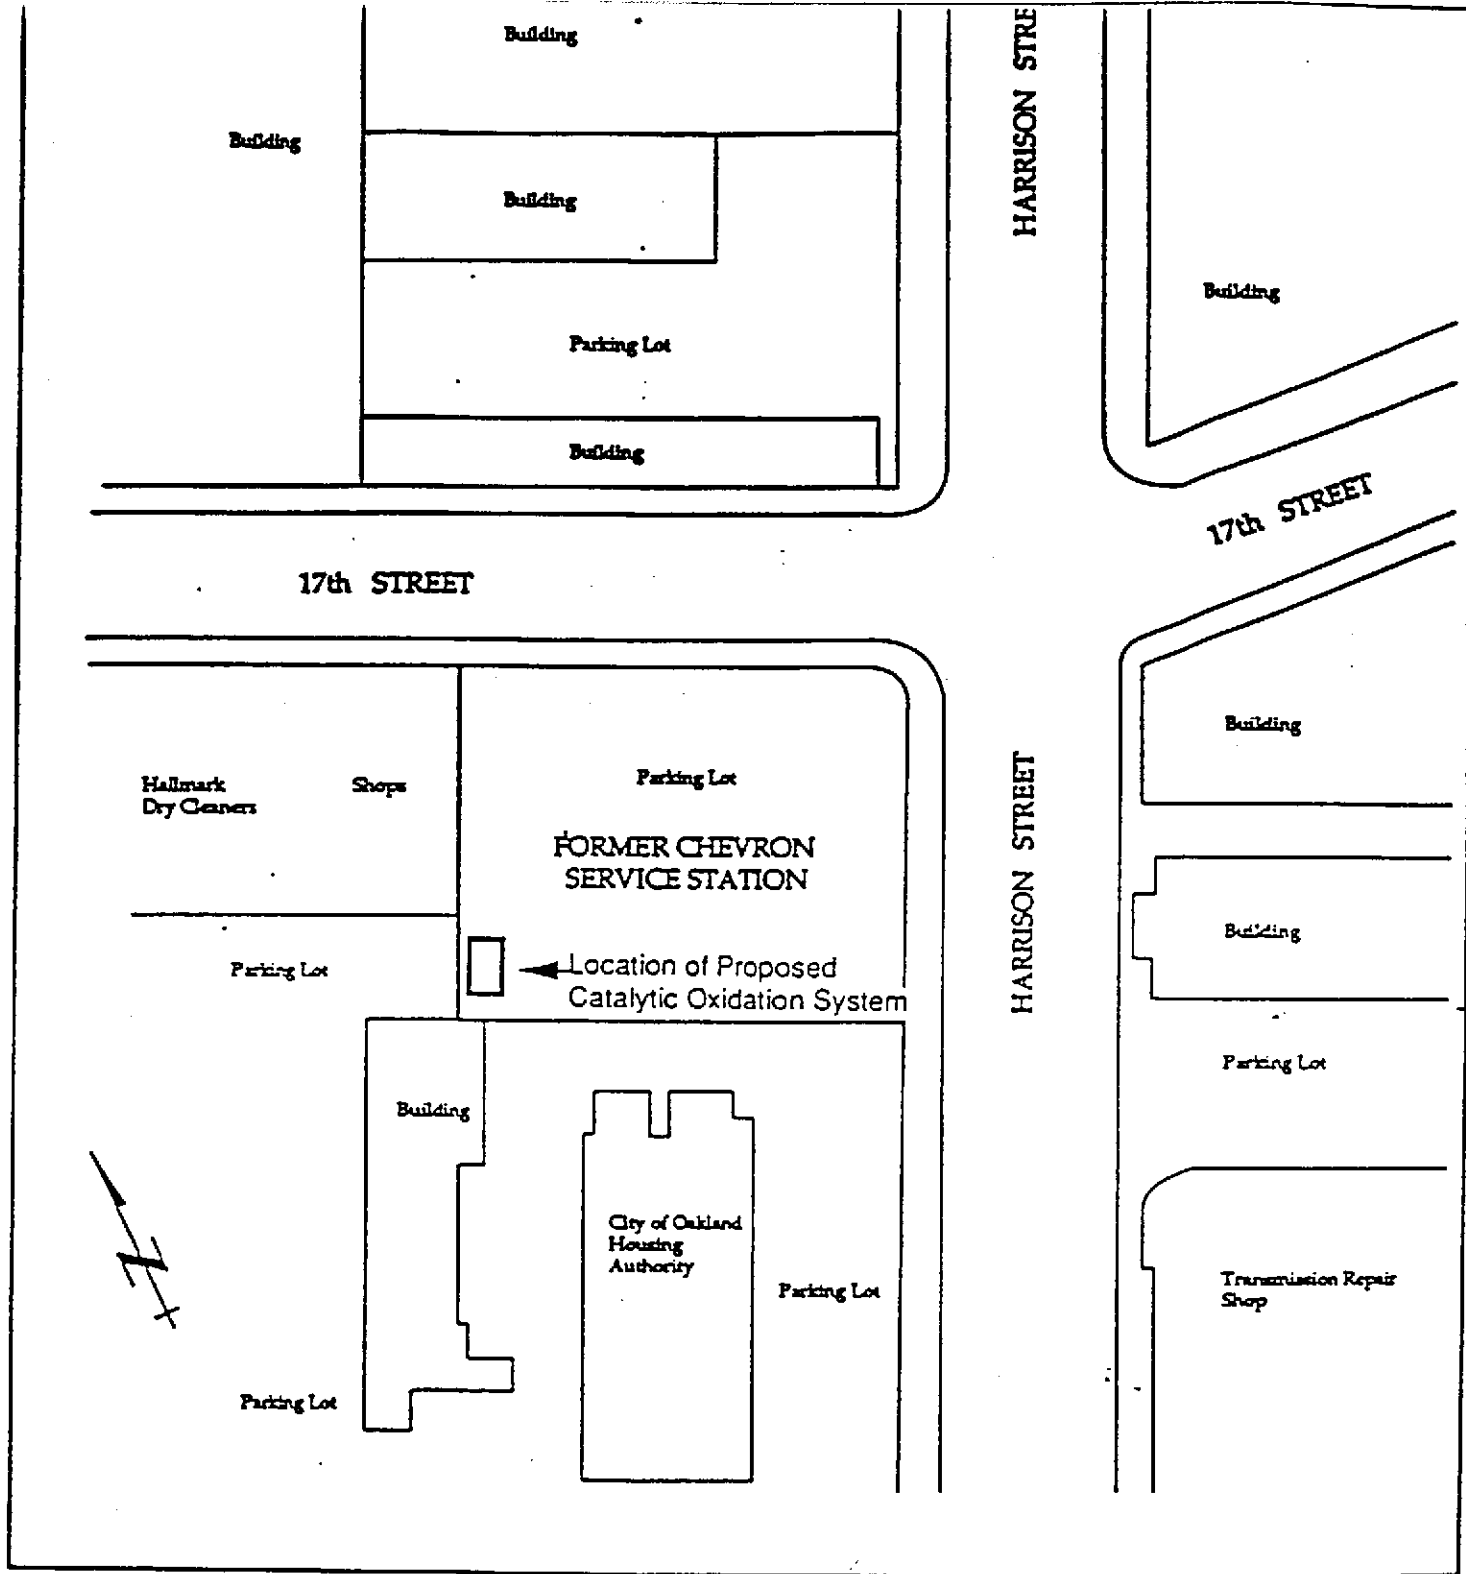 Building
HARRISON STRE
Building
Building
Building
Parking Lot
Building
17th STREET
17th STREET
Building
Hallmark
Dry Cleaners
Shops
Parking Lot
FORMER CHEVRON
SERVICE STATION
HARRISON STREET
Building
Parking Lot
Location of Proposed
Catalytic Oxidation System
Parking Lot
Building
City of Oakland
Housing
Authority
Parking Lot
Transmission Repair
Shop
N
Parking Lot